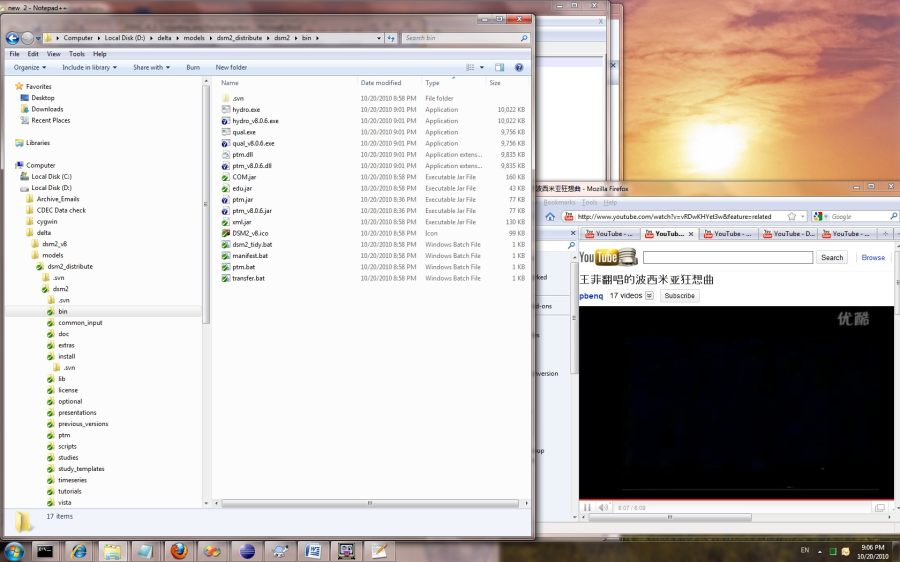 new 2 - Notepad++
Computer ▸ Local Disk (D:) ▸ delta ▸ models ▸ dsm2_distribute ▸ dsm2 ▸ bin ▸
Search bin
File Edit View Tools Help
Organize Include in library Share with Burn New folder
Favorites
Desktop
Downloads
Recent Places
Libraries
Computer
Local Disk (C:)
Local Disk (D:)
Archive_Emails
CDEC Data check
cygwin
delta
dsm2_v8
models
dsm2_distribute
.svn
dsm2
.svn
bin
common_input
doc
extras
install
.svn
lib
license
optional
presentations
previous_versions
ptm
scripts
studies
study_templates
timeseries
tutorials
vista
Name Date modified Type Size
.svn 10/20/2010 8:58 PM File folder
hydro.exe 10/20/2010 9:01 PM Application 10,022 KB
hydro_v8.0.6.exe 10/20/2010 9:01 PM Application 10,022 KB
qual.exe 10/20/2010 9:01 PM Application 9,756 KB
qual_v8.0.6.exe 10/20/2010 9:01 PM Application 9,756 KB
ptm.dll 10/20/2010 9:01 PM Application extens... 9,835 KB
ptm_v8.0.6.dll 10/20/2010 9:01 PM Application extens... 9,835 KB
COM.jar 10/20/2010 8:58 PM Executable Jar File 160 KB
edu.jar 10/20/2010 8:58 PM Executable Jar File 43 KB
ptm.jar 10/20/2010 8:36 PM Executable Jar File 77 KB
ptm_v8.0.6.jar 10/20/2010 8:36 PM Executable Jar File 77 KB
xml.jar 10/20/2010 8:58 PM Executable Jar File 130 KB
DSM2_v8.ico 10/20/2010 8:58 PM Icon 99 KB
dsm2_tidy.bat 10/20/2010 8:58 PM Windows Batch File 1 KB
manifest.bat 10/20/2010 8:58 PM Windows Batch File 1 KB
ptm.bat 10/20/2010 8:58 PM Windows Batch File 1 KB
transfer.bat 10/20/2010 8:58 PM Windows Batch File 1 KB
17 items
波西米亚狂想曲 - Mozilla Firefox
Bookmarks Tools Help
http://www.youtube.com/watch?v=vRDwKHYet3w&feature=related
Google
YouTube - ... YouTub... YouTube - ... YouTube - D... YouTube - ...
YouTube Search Browse
王菲翻唱的波西米亚狂想曲
pbenq 17 videos Subscribe
优酷
8:07 / 8:09
EN
9:06 PM
10/20/2010